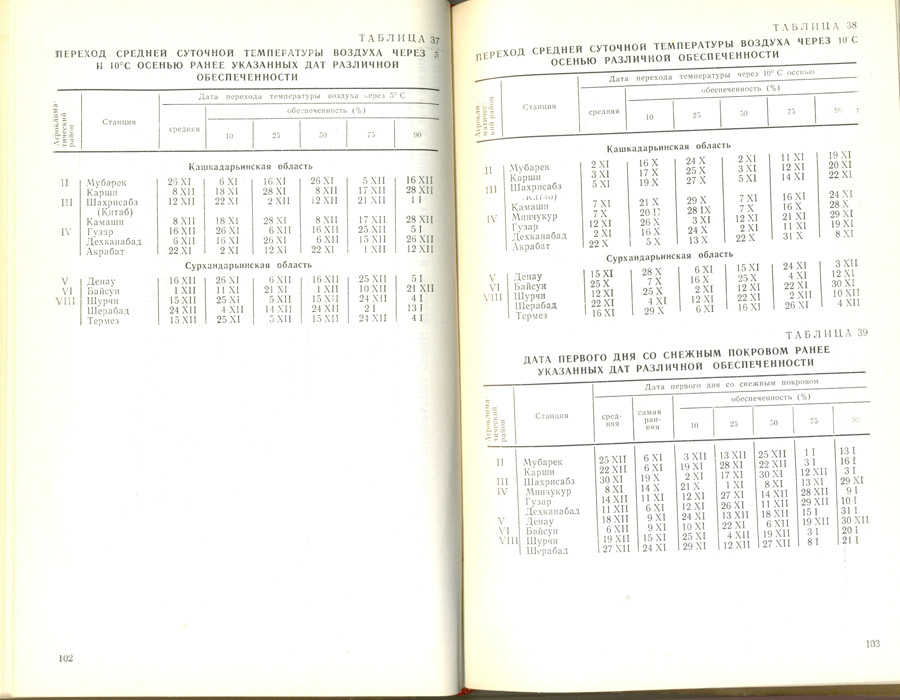 ТАБЛИЦА 37
ПЕРЕХОД СРЕДНЕЙ СУТОЧНОЙ ТЕМПЕРАТУРЫ ВОЗДУХА ЧЕРЕЗ 5
И 10°С ОСЕНЬЮ РАНЕЕ УКАЗАННЫХ ДАТ РАЗЛИЧНОЙ
ОБЕСПЕЧЕННОСТИ
Агроклима-
тический
район
Станция
Дата перехода температуры воздуха через 5° С
средняя
обеспеченность (%)
10 25 50 75 90
Кашкадарьинская область
II Мубарек 26 XI 6 XI 16 XI 26 XI 5 XII 16 XII
Карши 8 XII 18 XI 28 XI 8 XII 17 XII 28 XII
III Шахрисабз 12 XII 22 XI 2 XII 12 XII 21 XII 1 I
(Китаб)
Камаши 8 XII 18 XI 28 XI 8 XII 17 XII 28 XII
IV Гузар 16 XII 26 XI 6 XII 16 XII 25 XII 5 I
Дехканабад 6 XII 16 XI 26 XI 6 XII 15 XII 26 XII
Акрабат 22 XI 2 XI 12 XI 22 XI 1 XII 12 XII
Сурхандарьинская область
V Денау 16 XII 26 XI 6 XII 16 XII 25 XII 5 I
VI Байсун 1 XII 11 XI 21 XI 1 XII 10 XII 21 XII
VIII Шурчи 15 XII 25 XI 5 XII 15 XII 24 XII 4 I
Шерабад 24 XII 4 XII 14 XII 24 XII 2 I 13 I
Термез 15 XII 25 XI 5 XII 15 XII 24 XII 4 I
102
ТАБЛИЦА 38
ПЕРЕХОД СРЕДНЕЙ СУТОЧНОЙ ТЕМПЕРАТУРЫ ВОЗДУХА ЧЕРЕЗ 10°С
ОСЕНЬЮ РАЗЛИЧНОЙ ОБЕСПЕЧЕННОСТИ
Агрокли-
матичес-
кий район
Станция
Дата перехода температуры через 10° С осенью
средняя
обеспеченность (%)
10 25 50 75 90
Кашкадарьинская область
II Мубарек 2 XI 16 X 24 X 2 XI 11 XI 19 XI
Карши 3 XI 17 X 25 X 3 XI 12 XI 20 XI
III Шахрисабз 5 XI 19 X 27 X 5 XI 14 XI 22 XI
(Китаб)
Камаши 7 XI 21 X 29 X 7 XI 16 XI 24 XI
IV Минчукур 7 X 28 IX 7 X 16 X 28 X
Гузар 12 XI 26 X 3 XI 12 XI 21 XI 29 XI
Дехканабад 2 XI 16 X 24 X 2 XI 11 XI 19 XI
Акрабат 22 X 5 X 13 X 22 X 31 X 8 XI
Сурхандарьинская область
V Денау 15 XI 28 X 6 XI 15 XI 24 XI 3 XII
VI Байсун 25 X 7 X 16 X 25 X 4 XI 12 XI
VIII Шурчи 12 XI 25 X 2 XI 12 XI 22 XI 30 XI
Шерабад 22 XI 4 XI 12 XI 22 XI 2 XII 10 XII
Термез 16 XI 29 X 6 XI 16 XI 26 XI 4 XII
ТАБЛИЦА 39
ДАТА ПЕРВОГО ДНЯ СО СНЕЖНЫМ ПОКРОВОМ РАНЕЕ
УКАЗАННЫХ ДАТ РАЗЛИЧНОЙ ОБЕСПЕЧЕННОСТИ
Агроклима-
тический
район
Станция
Дата первого дня со снежным покровом
сред-
няя
самая
ран-
няя
обеспеченность (%)
10 25 50 75 90
II Мубарек 25 XII 6 XI 3 XII 13 XII 25 XII 1 I 13 I
Карши 22 XII 6 XI 19 XI 28 XI 22 XII 3 I 16 I
III Шахрисабз 30 XI 19 X 2 XI 17 XI 30 XI 12 XII 3 I
IV Минчукур 8 XI 14 X 21 X 1 XI 8 XI 13 XI 29 XI
Гузар 14 XII 11 XI 12 XI 27 XI 14 XII 28 XII 9 I
Дехканабад 11 XII 6 XI 12 XI 26 XI 11 XII 29 XII 10 I
V Денау 18 XII 9 XI 24 XI 13 XII 18 XII 15 I 31 I
VI Байсун 6 XII 9 XI 10 XI 22 XI 6 XII 19 XII 30 XII
VIII Шурчи 19 XII 15 XI 25 XI 4 XII 19 XII 3 I 20 I
Шерабад 27 XII 24 XI 29 XI 12 XII 27 XII 8 I 21 I
103